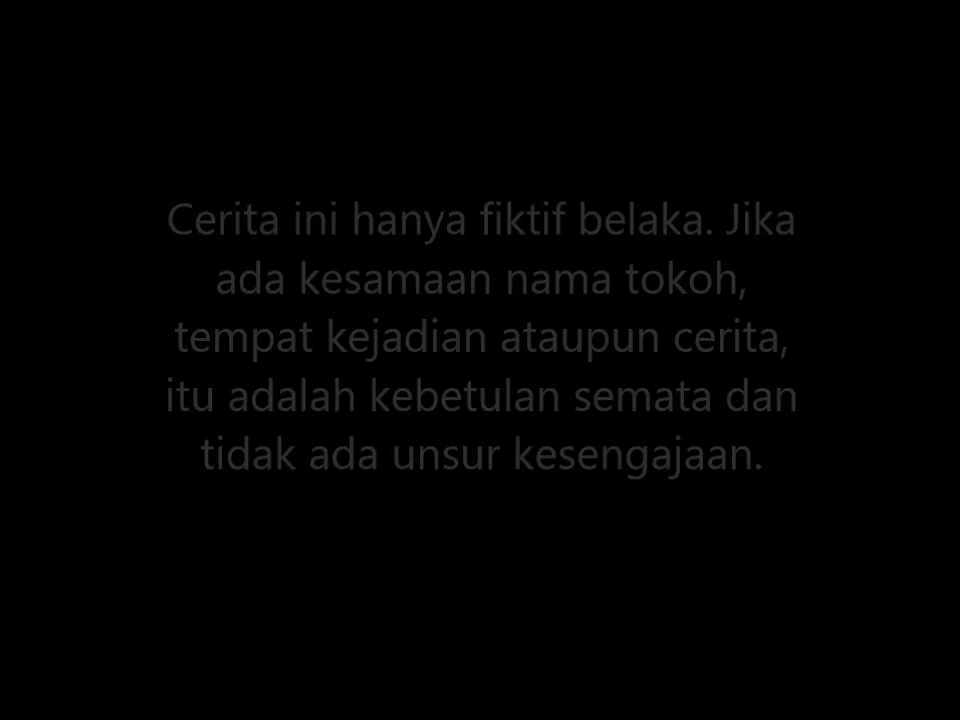 Cerita ini hanya fiktif belaka. Jika
ada kesamaan nama tokoh,
tempat kejadian ataupun cerita,
itu adalah kebetulan semata dan
tidak ada unsur kesengajaan.